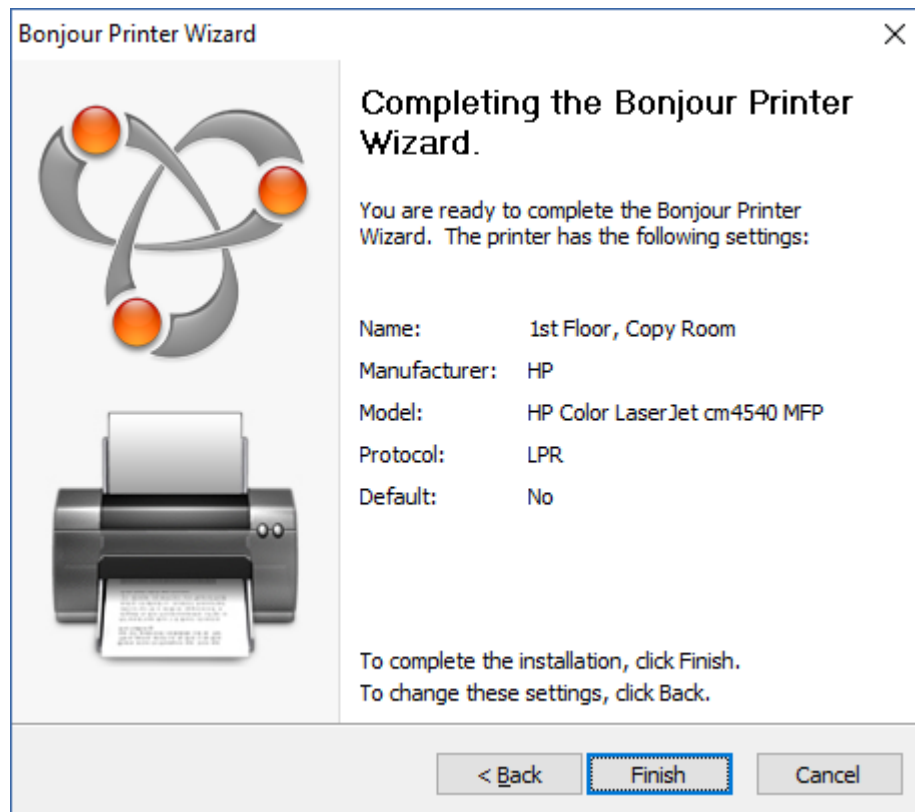 Bonjour Printer Wizard
Completing the Bonjour Printer
Wizard.
You are ready to complete the Bonjour Printer
Wizard.  The printer has the following settings:
Name: 1st Floor, Copy Room
Manufacturer: HP
Model: HP Color LaserJet cm4540 MFP
Protocol: LPR
Default: No
To complete the installation, click Finish.
To change these settings, click Back.
< Back Finish Cancel